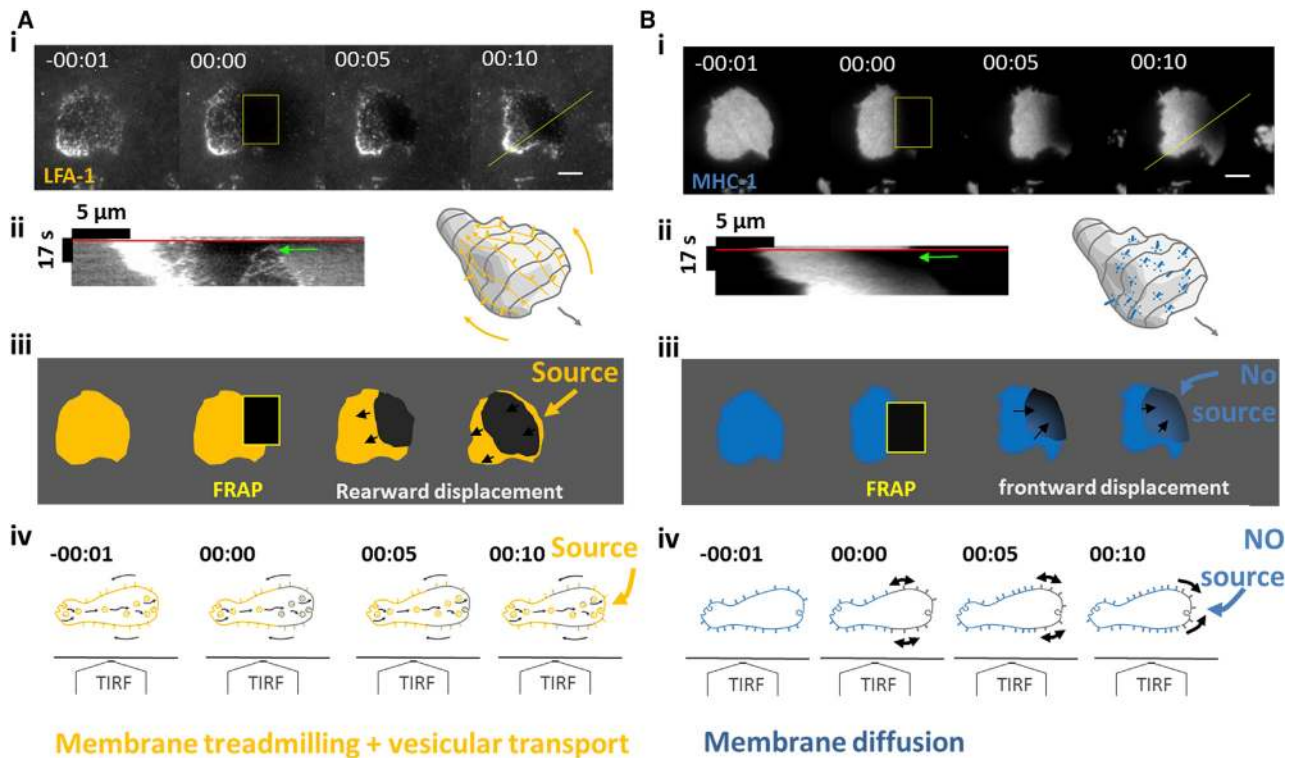 A
i
-00:01
00:00
00:05
00:10
LFA-1
ii
5 µm
17 s
iii
Source
FRAP
Rearward displacement
iv
-00:01
00:00
00:05
00:10
Source
TIRF
TIRF
TIRF
TIRF
Membrane treadmilling + vesicular transport
B
i
-00:01
00:00
00:05
00:10
MHC-1
ii
5 µm
17 s
iii
No
source
FRAP
frontward displacement
iv
-00:01
00:00
00:05
00:10
NO
source
TIRF
TIRF
TIRF
TIRF
Membrane diffusion